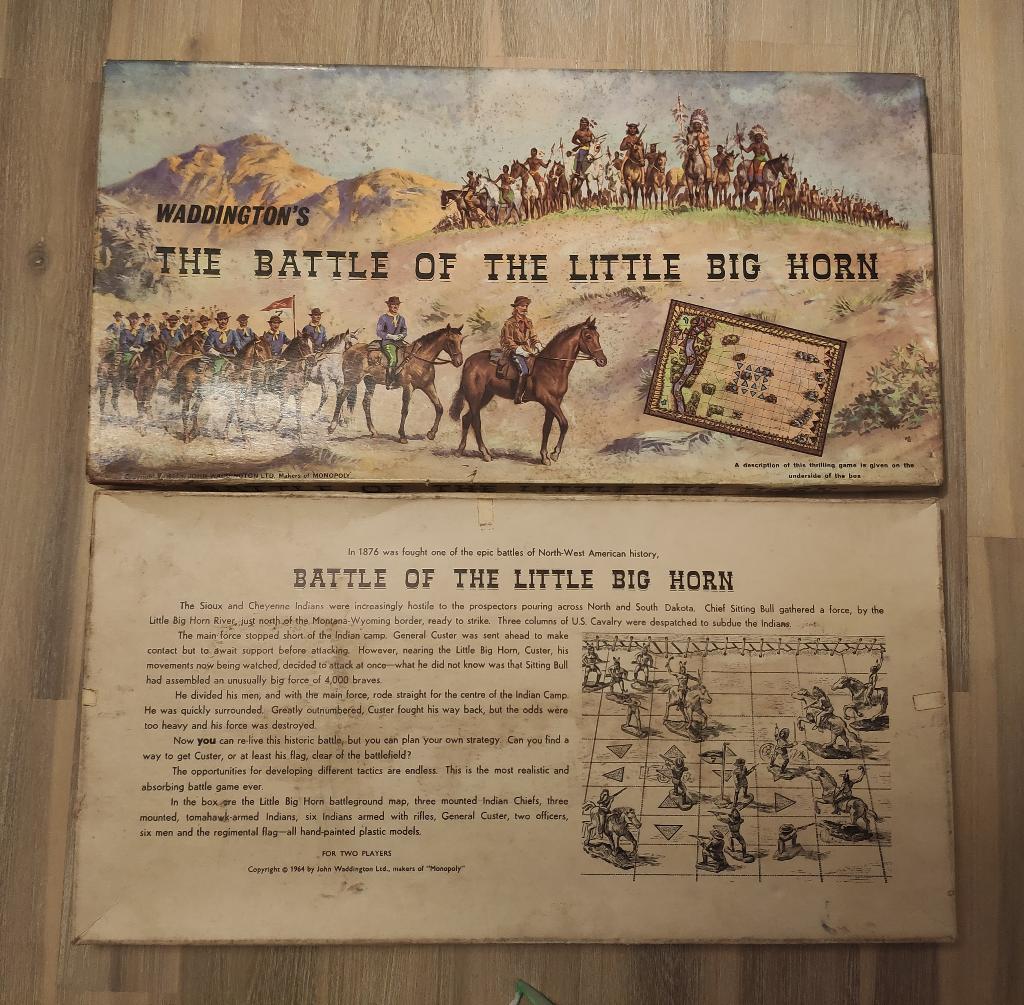 WADDINGTON'S
THE BATTLE OF THE LITTLE BIG HORN
7
JOHN WADDINGTON LTD. Makers of MONOPOLY
A description of this thrilling game is given on the
underside of the box
In 1876 was fought one of the epic battles of North-West American history,
BATTLE OF THE LITTLE BIG HORN
The Sioux and Cheyenne Indians were increasingly hostile to the prospectors pouring across North and South Dakota. Chief Sitting Bull gathered a force, by the
Little Big Horn River, just north of the Montana-Wyoming border, ready to strike. Three columns of U.S. Cavalry were despatched to subdue the Indians.
The main force stopped short of the Indian camp. General Custer was sent ahead to make
contact but to await support before attacking. However, nearing the Little Big Horn, Custer, his
movements now being watched, decided to attack at once—what he did not know was that Sitting Bull
had assembled an unusually big force of 4,000 braves.
He divided his men, and with the main force, rode straight for the centre of the Indian Camp.
He was quickly surrounded. Greatly outnumbered, Custer fought his way back, but the odds were
too heavy and his force was destroyed.
Now you can re-live this historic battle, but you can plan your own strategy. Can you find a
way to get Custer, or at least his flag, clear of the battlefield?
The opportunities for developing different tactics are endless. This is the most realistic and
absorbing battle game ever.
In the box are the Little Big Horn battleground map, three mounted Indian Chiefs, three
mounted, tomahawk-armed Indians, six Indians armed with rifles, General Custer, two officers,
six men and the regimental flag—all hand-painted plastic models.
FOR TWO PLAYERS
Copyright © 1964 by John Waddington Ltd., makers of "Monopoly"